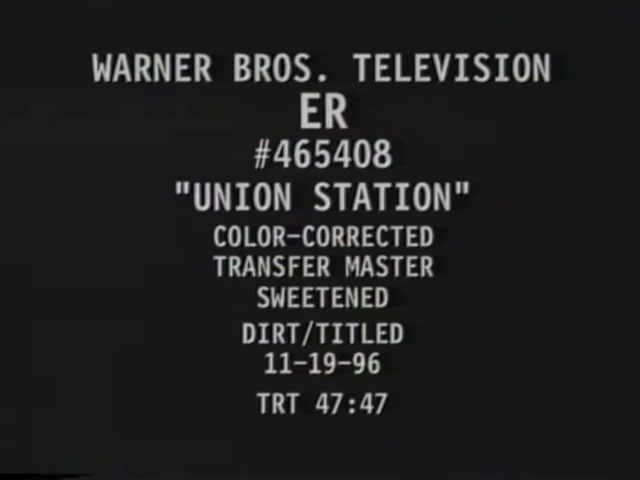 WARNER BROS. TELEVISION
ER
#465408
"UNION STATION"
COLOR-CORRECTED
TRANSFER MASTER
SWEETENED
DIRT/TITLED
11-19-96
TRT 47:47